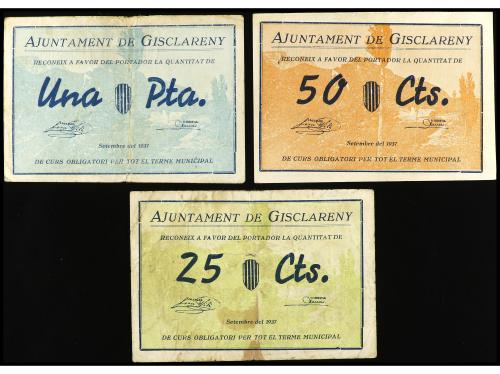 AJUNTAMENT DE GISCLARENY
RECONEIX A FAVOR DEL PORTADOR LA QUANTITAT DE
Una Pta.
Setembre del 1937
DE CURS OBLIGATORI PER TOT EL TERME MUNICIPAL
AJUNTAMENT DE GISCLARENY
RECONEIX A FAVOR DEL PORTADOR LA QUANTITAT DE
50 Cts.
Setembre del 1937
DE CURS OBLIGATORI PER TOT EL TERME MUNICIPAL
AJUNTAMENT DE GISCLARENY
RECONEIX A FAVOR DEL PORTADOR LA QUANTITAT DE
25 Cts.
Setembre del 1937
DE CURS OBLIGATORI PER TOT EL TERME MUNICIPAL